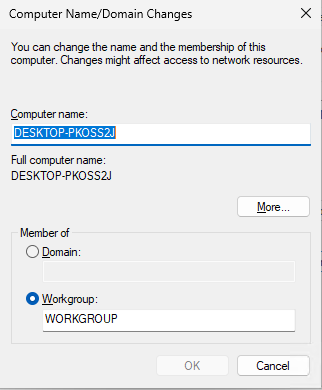 Computer Name/Domain Changes
You can change the name and the membership of this
computer. Changes might affect access to network resources.
Computer name:
DESKTOP-PKOSS2J
Full computer name:
DESKTOP-PKOSS2J
More...
Member of
Domain:
Workgroup:
WORKGROUP
OK
Cancel